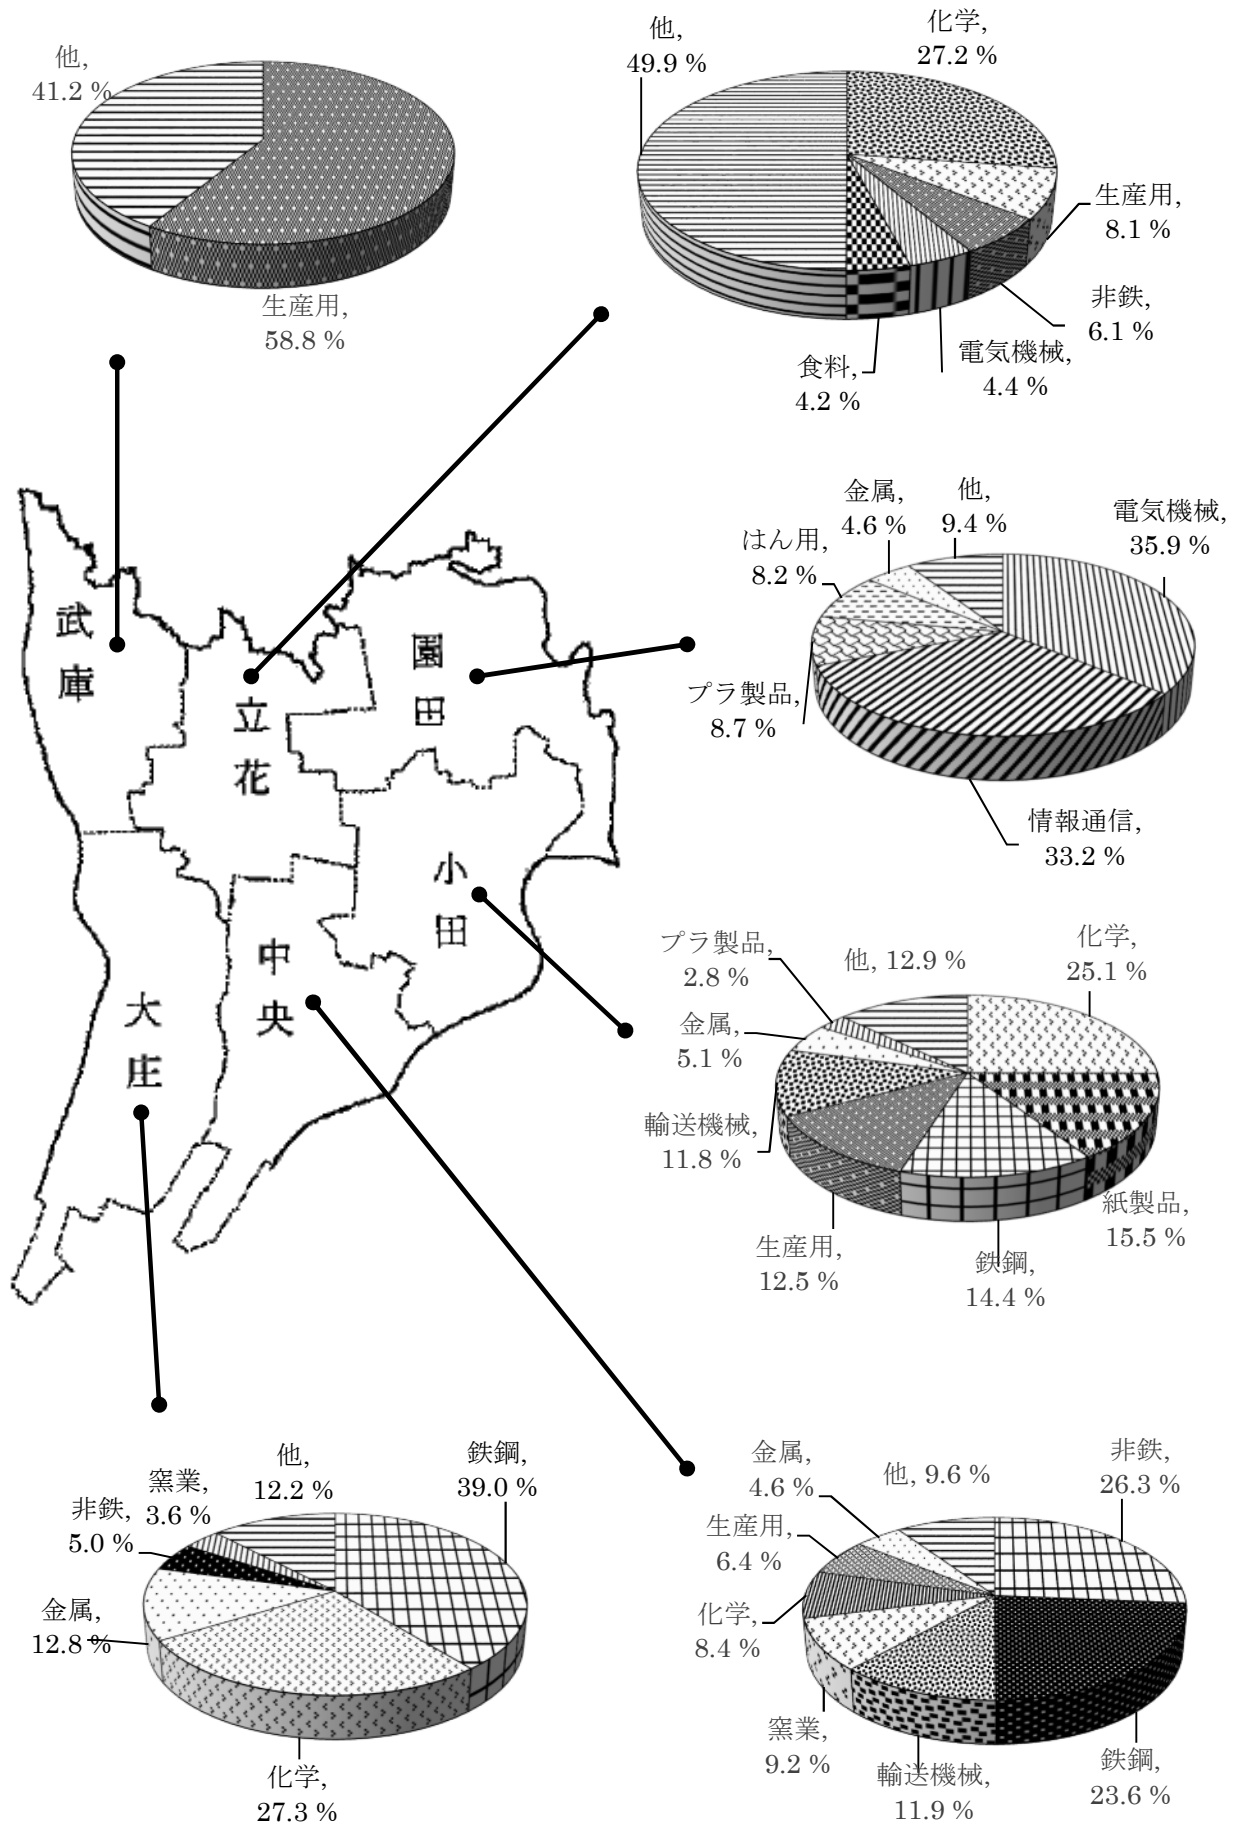 他,
41.2 %
生産用,
58.8 %
他,
49.9 %
化学,
27.2 %
生産用,
8.1 %
非鉄,
6.1 %
電気機械,
4.4 %
食料,
4.2 %
金属,
4.6 %
他,
9.4 %
電気機械,
35.9 %
はん用,
8.2 %
プラ製品,
8.7 %
情報通信,
33.2 %
武庫
立花
園田
小田
中央
大庄
プラ製品,
2.8 %
他, 12.9 %
化学,
25.1 %
金属,
5.1 %
輸送機械,
11.8 %
生産用,
12.5 %
鉄鋼,
14.4 %
紙製品,
15.5 %
他,
12.2 %
鉄鋼,
39.0 %
窯業,
3.6 %
非鉄,
5.0 %
金属,
12.8 %
化学,
27.3 %
金属,
4.6 %
他, 9.6 %
非鉄,
26.3 %
生産用,
6.4 %
化学,
8.4 %
窯業,
9.2 %
輸送機械,
11.9 %
鉄鋼,
23.6 %